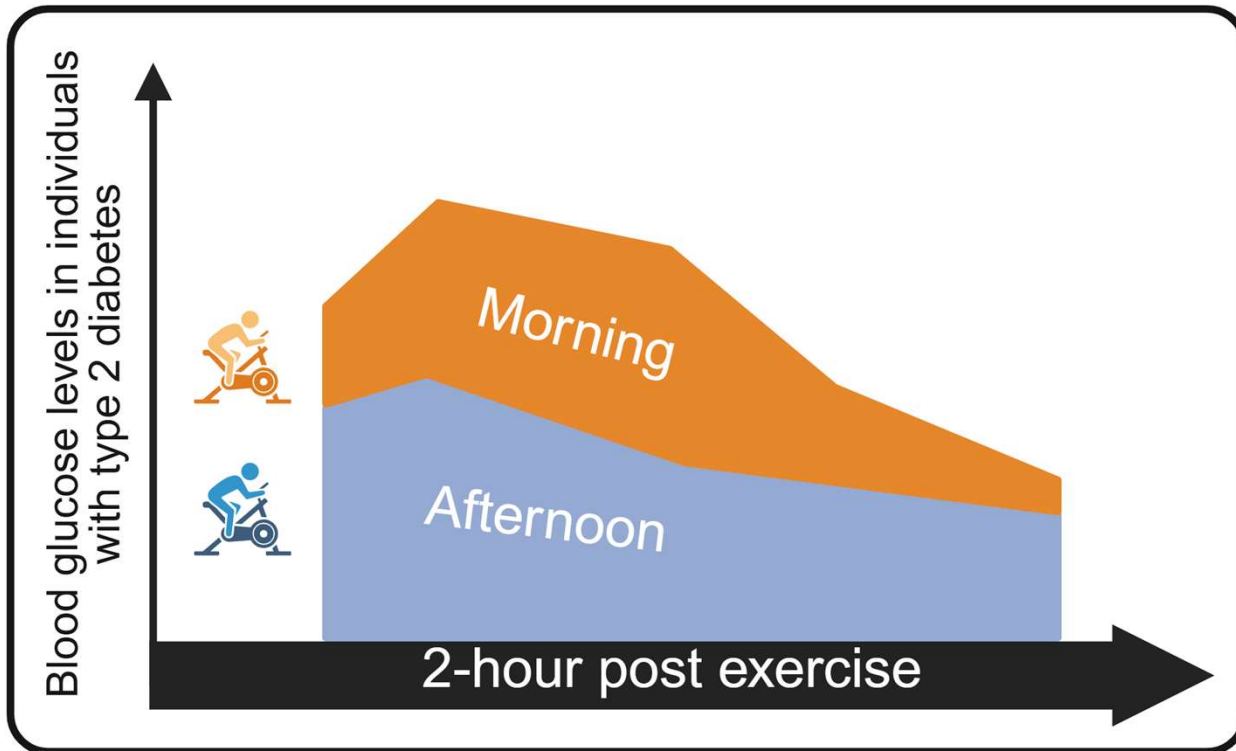 Blood glucose levels in individuals
with type 2 diabetes
Morning
Afternoon
2-hour post exercise